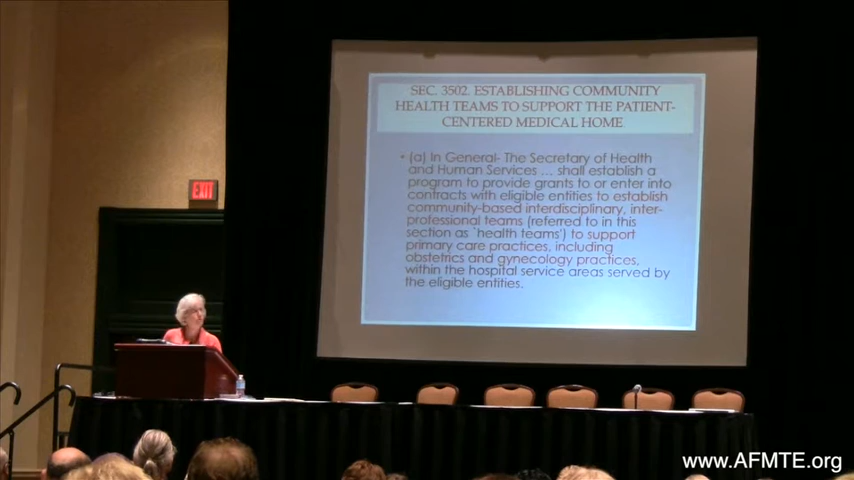 SEC. 3502. ESTABLISHING COMMUNITY
HEALTH TEAMS TO SUPPORT THE PATIENT-
CENTERED MEDICAL HOME
• (a) In General- The Secretary of Health
and Human Services ... shall establish a
program to provide grants to or enter into
contracts with eligible entities to establish
community-based interdisciplinary, inter-
professional teams (referred to in this
section as `health teams') to support
primary care practices, including
obstetrics and gynecology practices,
within the hospital service areas served by
the eligible entities.
EXIT
www.AFMTE.org